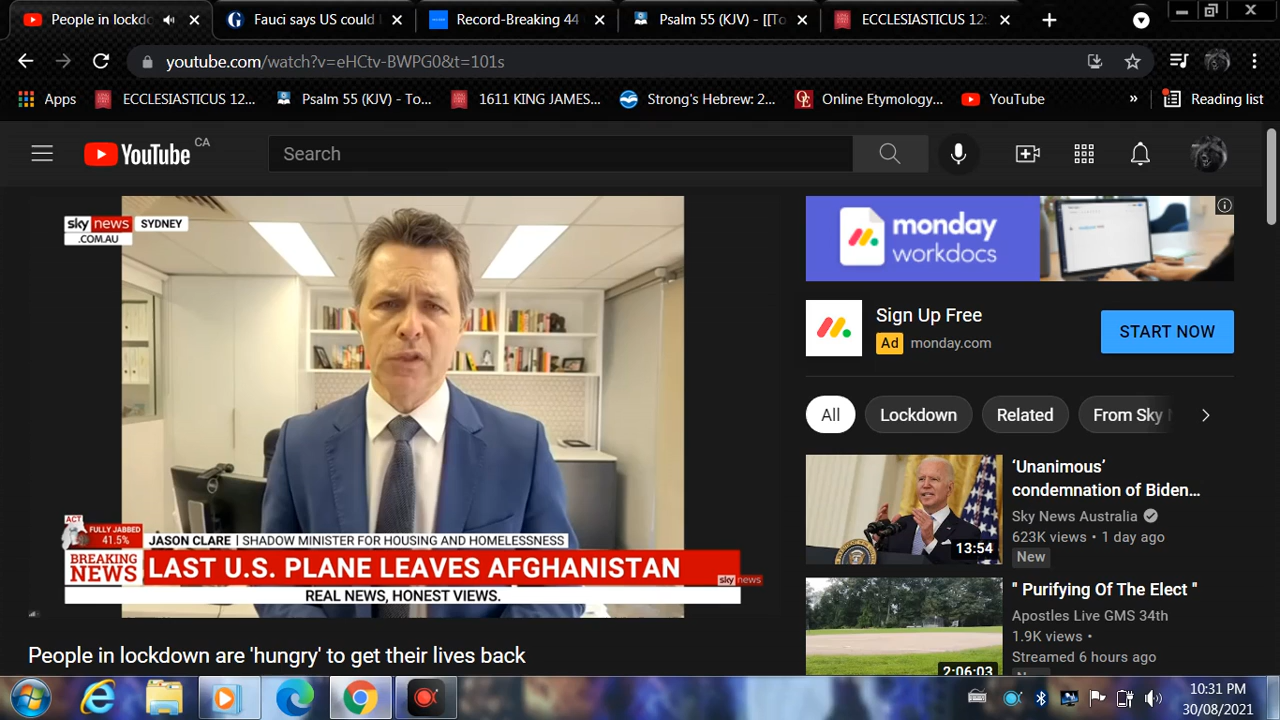 People in lockdo
Fauci says US could
Record-Breaking 44
Psalm 55 (KJV) - [[To
ECCLESIASTICUS 12:
youtube.com/watch?v=eHCtv-BWPG0&t=101s
Apps
ECCLESIASTICUS 12...
Psalm 55 (KJV) - To...
1611 KING JAMES...
Strong's Hebrew: 2...
Online Etymology...
YouTube
»
Reading list
YouTube CA
Search
sky news
.COM.AU
SYDNEY
ACT
FULLY JABBED
41.5%
JASON CLARE | SHADOW MINISTER FOR HOUSING AND HOMELESSNESS
BREAKING
NEWS
LAST U.S. PLANE LEAVES AFGHANISTAN
sky news
REAL NEWS, HONEST VIEWS.
People in lockdown are 'hungry' to get their lives back
monday
workdocs
Sign Up Free
Ad monday.com
START NOW
All
Lockdown
Related
From Sky
‘Unanimous’
condemnation of Biden...
Sky News Australia
623K views • 1 day ago
New
13:54
" Purifying Of The Elect "
Apostles Live GMS 34th
1.9K views •
Streamed 6 hours ago
2:06:03
10:31 PM
30/08/2021